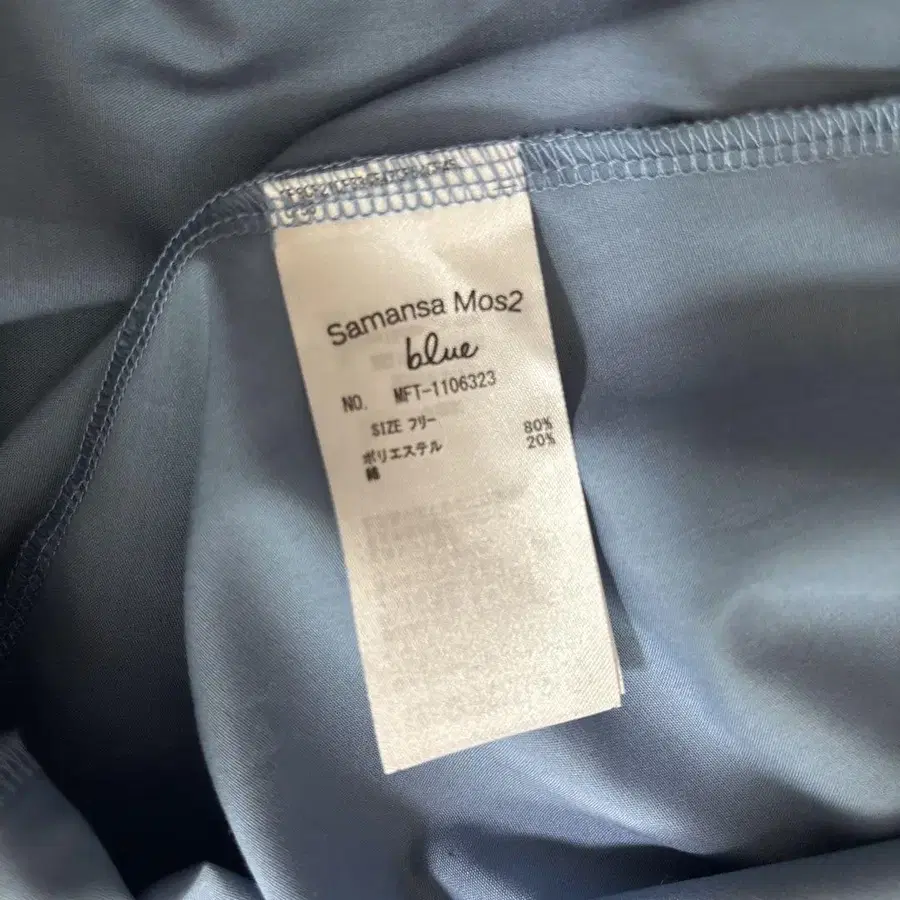 Samansa Mos2
blue
NO. MFT-1106323
SIZE フリー
ポリエステル 80%
綿 20%